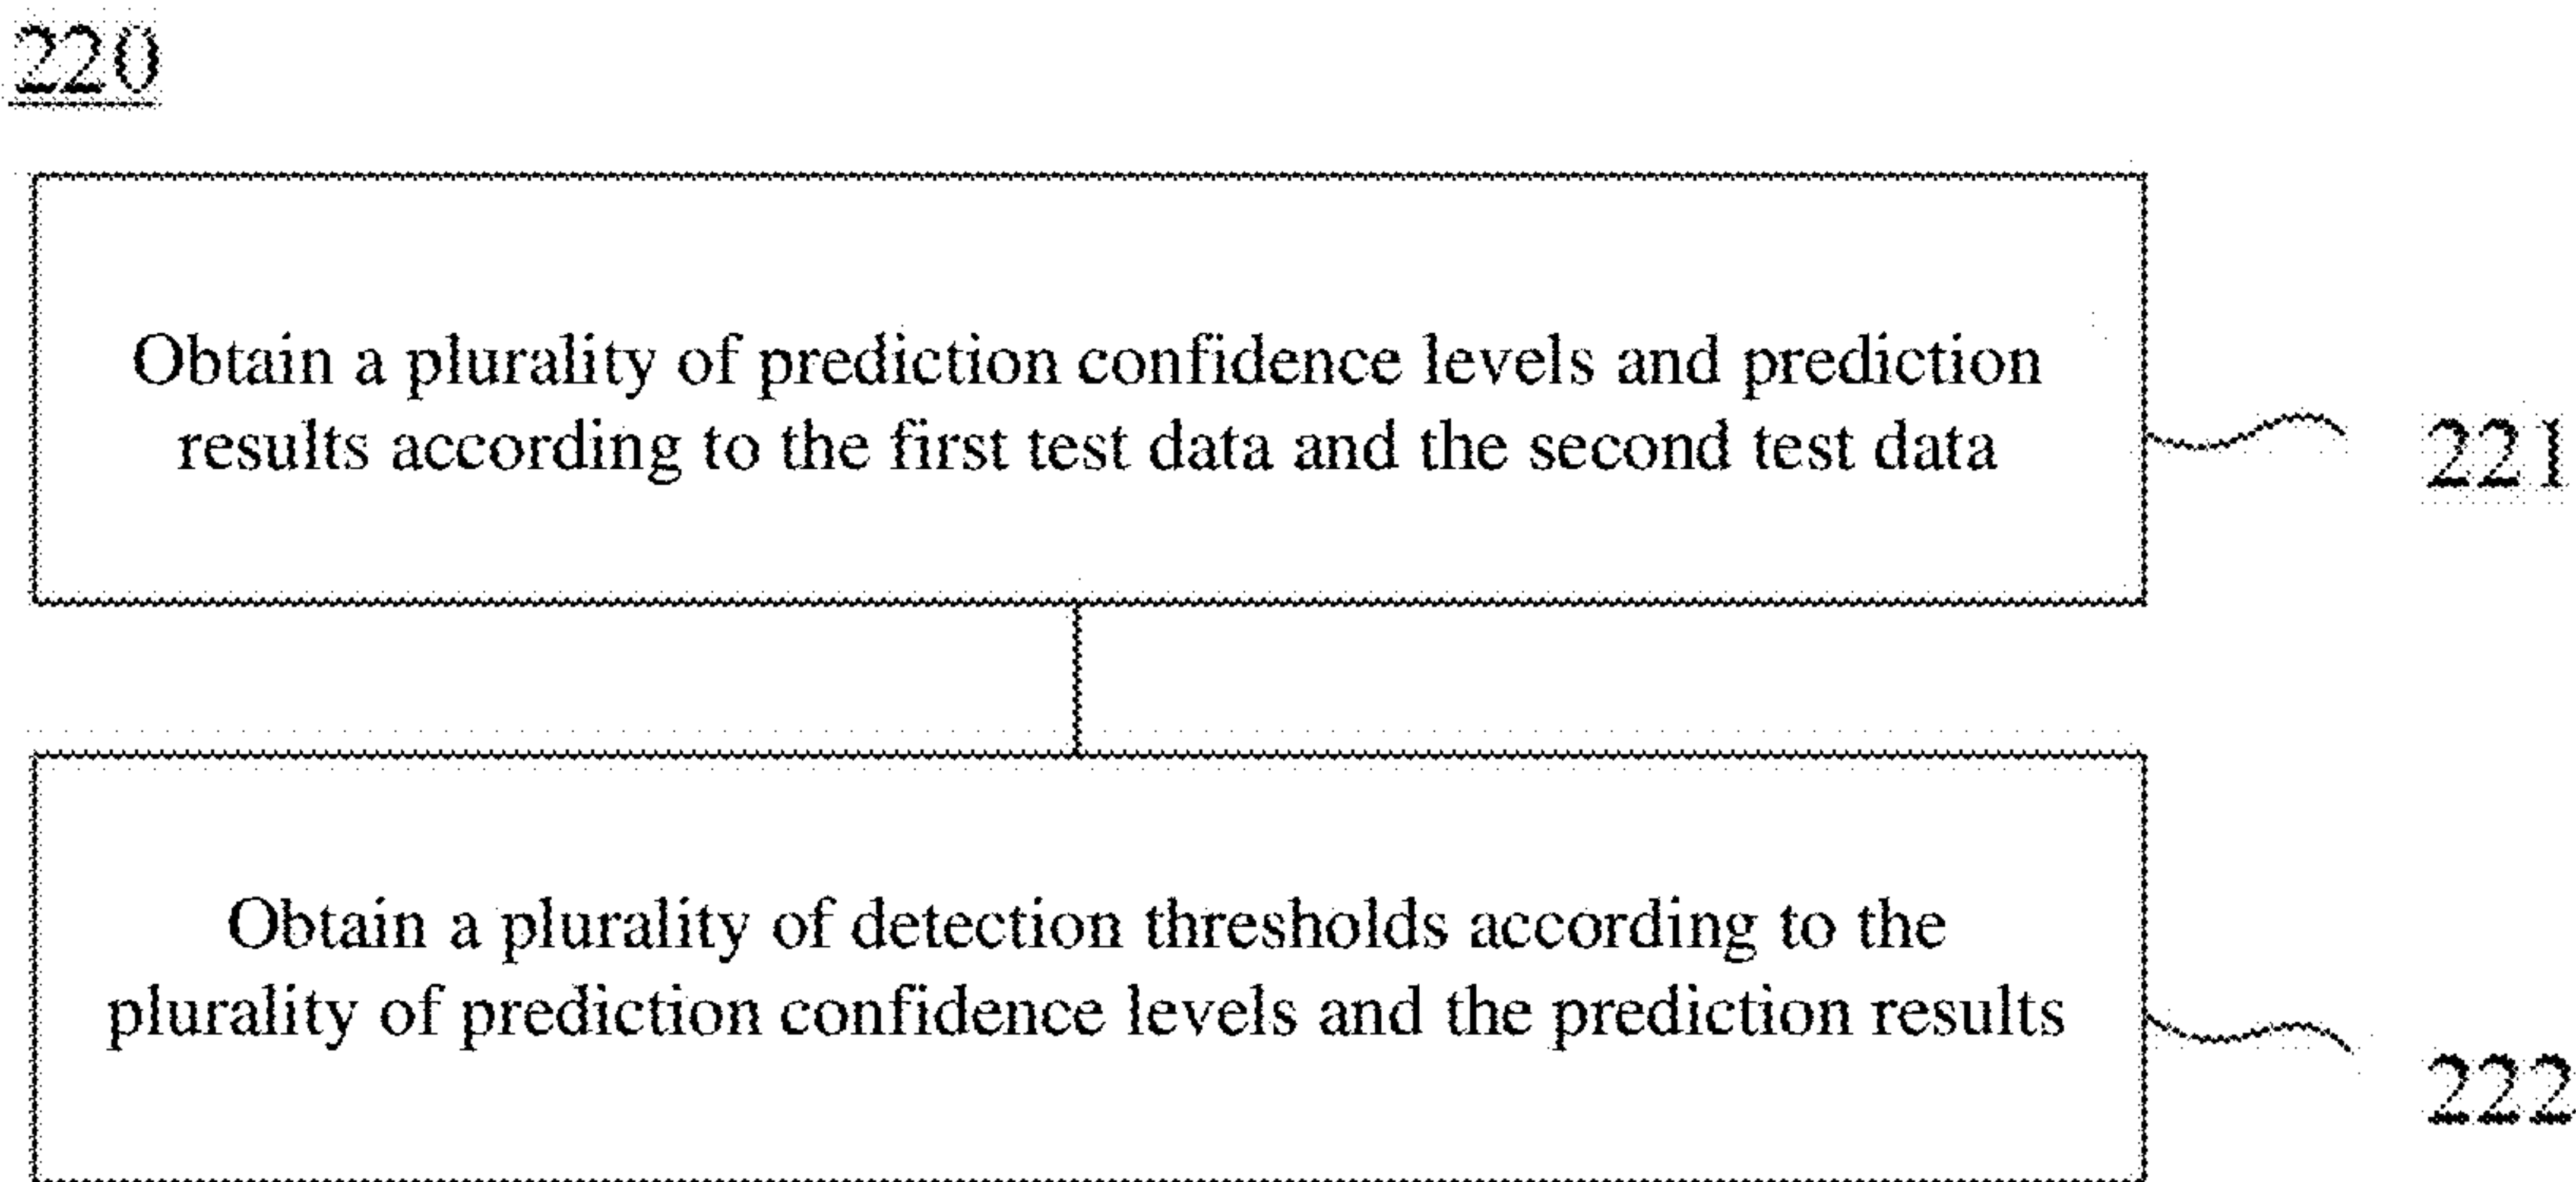 220
Obtain a plurality of prediction confidence levels and prediction
results according to the first test data and the second test data
221
Obtain a plurality of detection thresholds according to the
plurality of prediction confidence levels and the prediction results
222